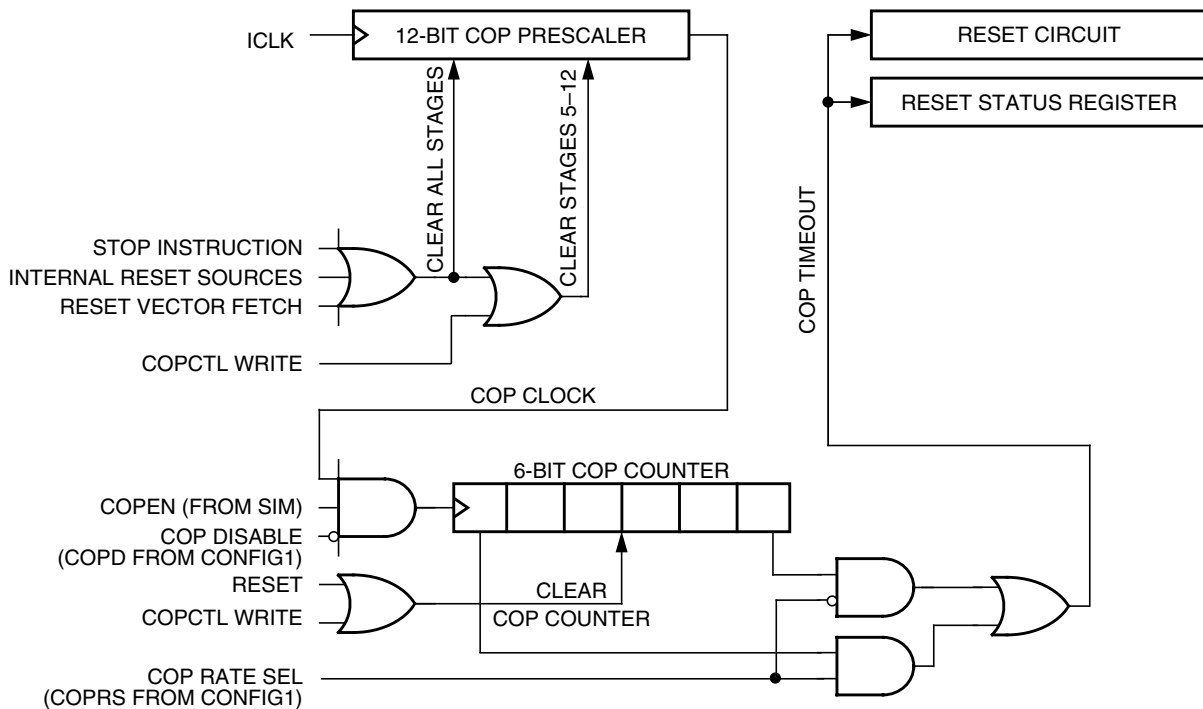 ICLK
12-BIT COP PRESCALER
RESET CIRCUIT
RESET STATUS REGISTER
CLEAR ALL STAGES
CLEAR STAGES 5–12
COP TIMEOUT
STOP INSTRUCTION
INTERNAL RESET SOURCES
RESET VECTOR FETCH
COPCTL WRITE
COP CLOCK
6-BIT COP COUNTER
COPEN (FROM SIM)
COP DISABLE
(COPD FROM CONFIG1)
RESET
COPCTL WRITE
CLEAR
COP COUNTER
COP RATE SEL
(COPRS FROM CONFIG1)